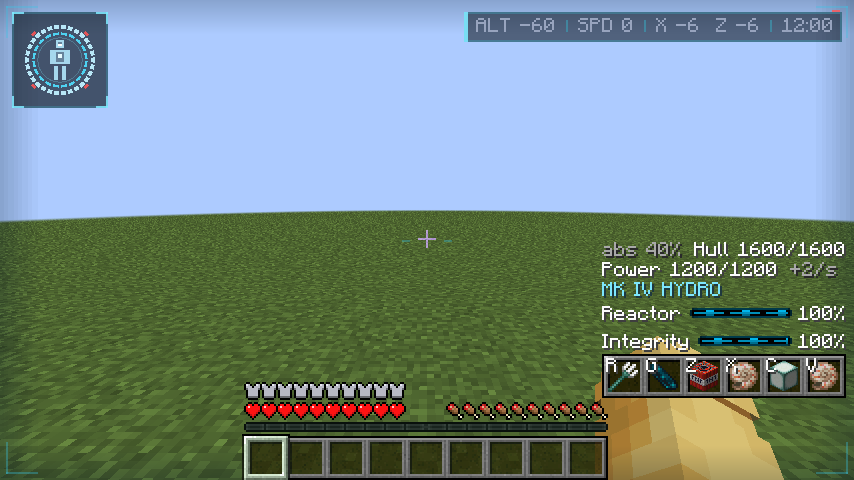 ALT -60 | SPD 0 | X -6 Z -6 | 12:00
abs 40% Hull 1600/1600
Power 1200/1200 +2/s
MK IV HYDRO
Reactor 100%
Integrity 100%
R G Z X C V